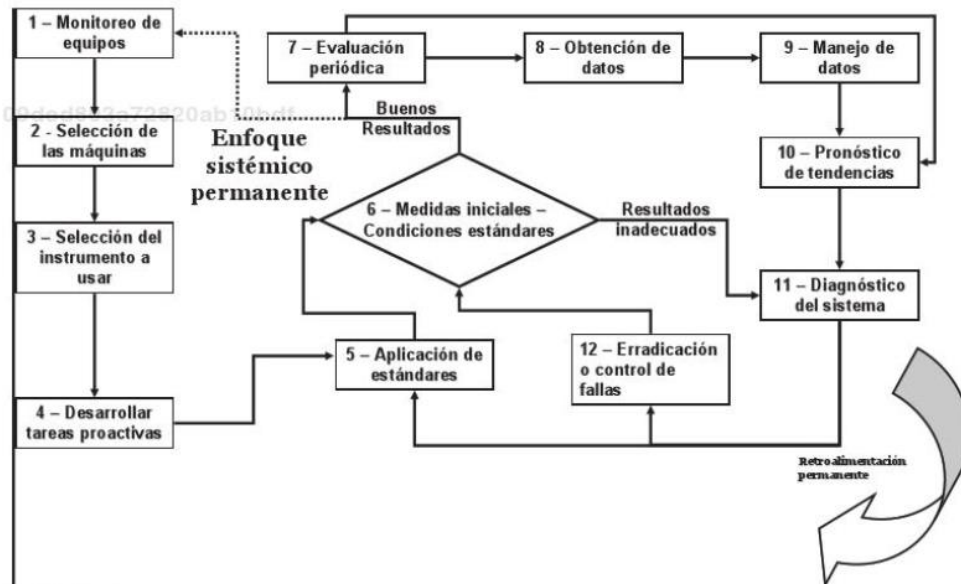 1 – Monitoreo de
equipos
2 - Selección de
las máquinas
3 – Selección del
instrumento a
usar
4 – Desarrollar
tareas proactivas
Enfoque
sistémico
permanente
7 – Evaluación
periódica
8 – Obtención de
datos
9 – Manejo de
datos
Buenos
Resultados
10 – Pronóstico
de tendencias
6 – Medidas iniciales –
Condiciones estándares
Resultados
inadecuados
11 – Diagnóstico
del sistema
5 – Aplicación de
estándares
12 – Erradicación
o control de
fallas
Retroalimentación
permanente